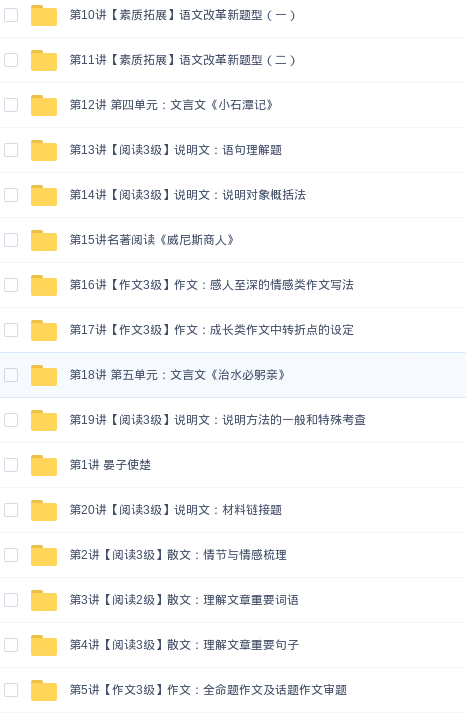 第10讲【素质拓展】语文改革新题型（一）
第11讲【素质拓展】语文改革新题型（二）
第12讲 第四单元：文言文《小石潭记》
第13讲【阅读3级】说明文：语句理解题
第14讲【阅读3级】说明文：说明对象概括法
第15讲名著阅读《威尼斯商人》
第16讲【作文3级】作文：感人至深的情感类作文写法
第17讲【作文3级】作文：成长类作文中转折点的设定
第18讲 第五单元：文言文《治水必躬亲》
第19讲【阅读3级】说明文：说明方法的一般和特殊考查
第1讲 晏子使楚
第20讲【阅读3级】说明文：材料链接题
第2讲【阅读3级】散文：情节与情感梳理
第3讲【阅读2级】散文：理解文章重要词语
第4讲【阅读3级】散文：理解文章重要句子
第5讲【作文3级】作文：全命题作文及话题作文审题